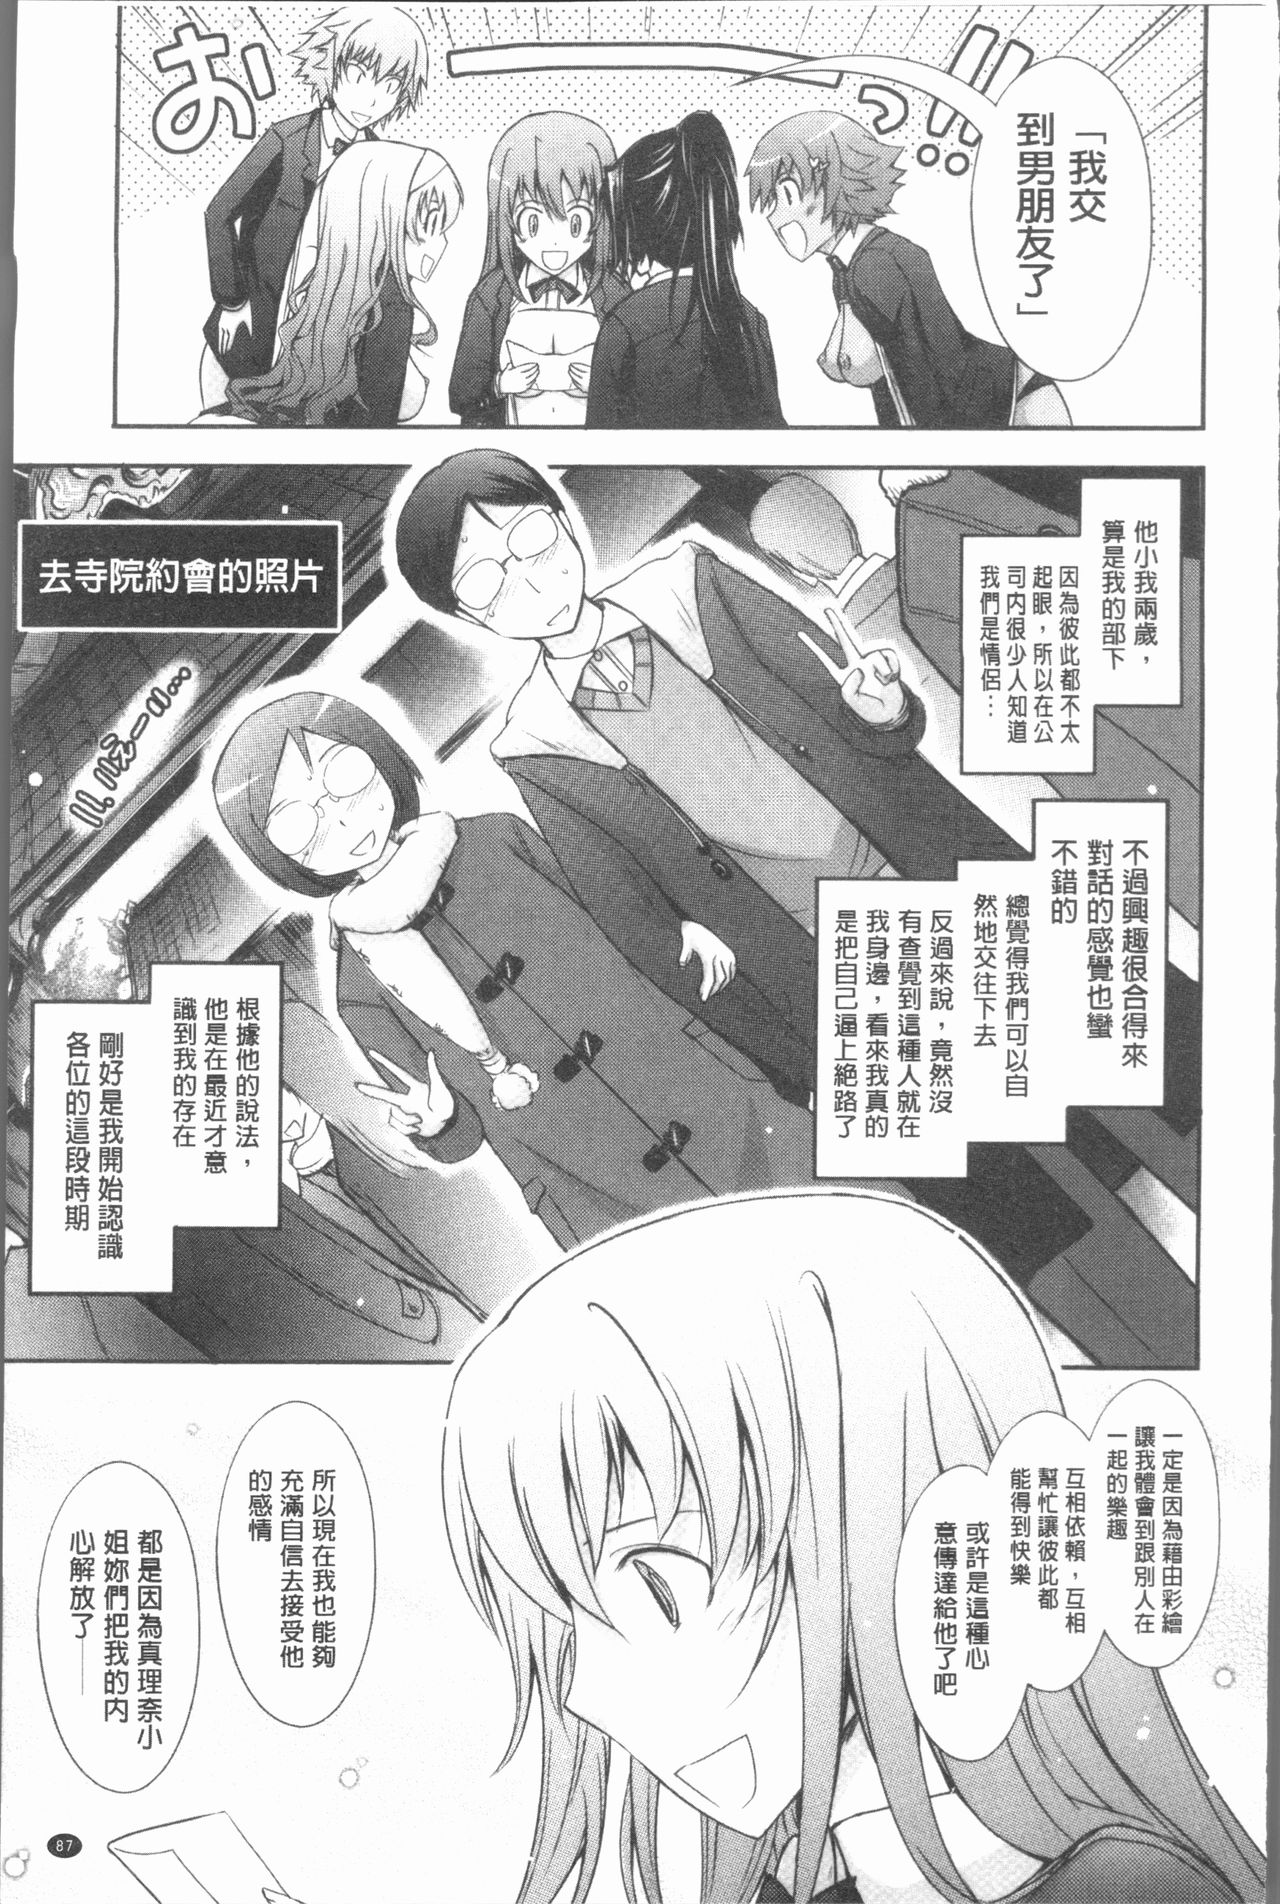 「我交
到男朋友了」
おーっ!!
他小我兩歲，
算是我的部下
因為彼此都不太
起眼，所以在公
司內很少人知道
我們是情侶…
去寺院約會的照片
不過興趣很合得來
對話的感覺也蠻
不錯的
總覺得我們可以自
然地交往下去
反過來說，竟然沒
有查覺到這種人就在
我身邊，看來我真的
是把自己逼上絕路了
根據他的說法，
他是在最近才意
識到我的存在
剛好是我開始認識
各位的這段時期
一定是因為藉由彩繪
讓我體會到跟別人在
一起的樂趣
互相依賴，互相
幫忙讓彼此都
能得到快樂
或許是這種心
意傳達給他了吧
所以現在我也能夠
充滿自信去接受他
的感情
都是因為真理奈小
姐妳們把我的內
心解放了──
87